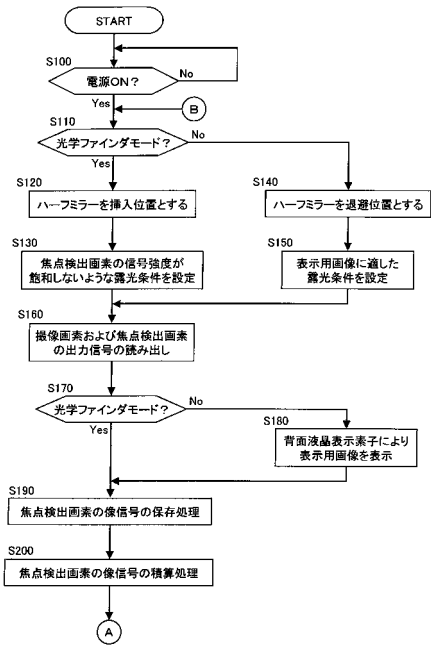 START
S100
電源ON?
No
Yes
B
S110
光学ファインダモード?
No
Yes
S120
ハーフミラーを挿入位置とする
S140
ハーフミラーを退避位置とする
S130
焦点検出画素の信号強度が
飽和しないような露光条件を設定
S150
表示用画像に適した
露光条件を設定
S160
撮像画素および焦点検出画素
の出力信号の読み出し
S170
光学ファインダモード?
No
Yes
S180
背面液晶表示素子により
表示用画像を表示
S190
焦点検出画素の像信号の保存処理
S200
焦点検出画素の像信号の積算処理
A